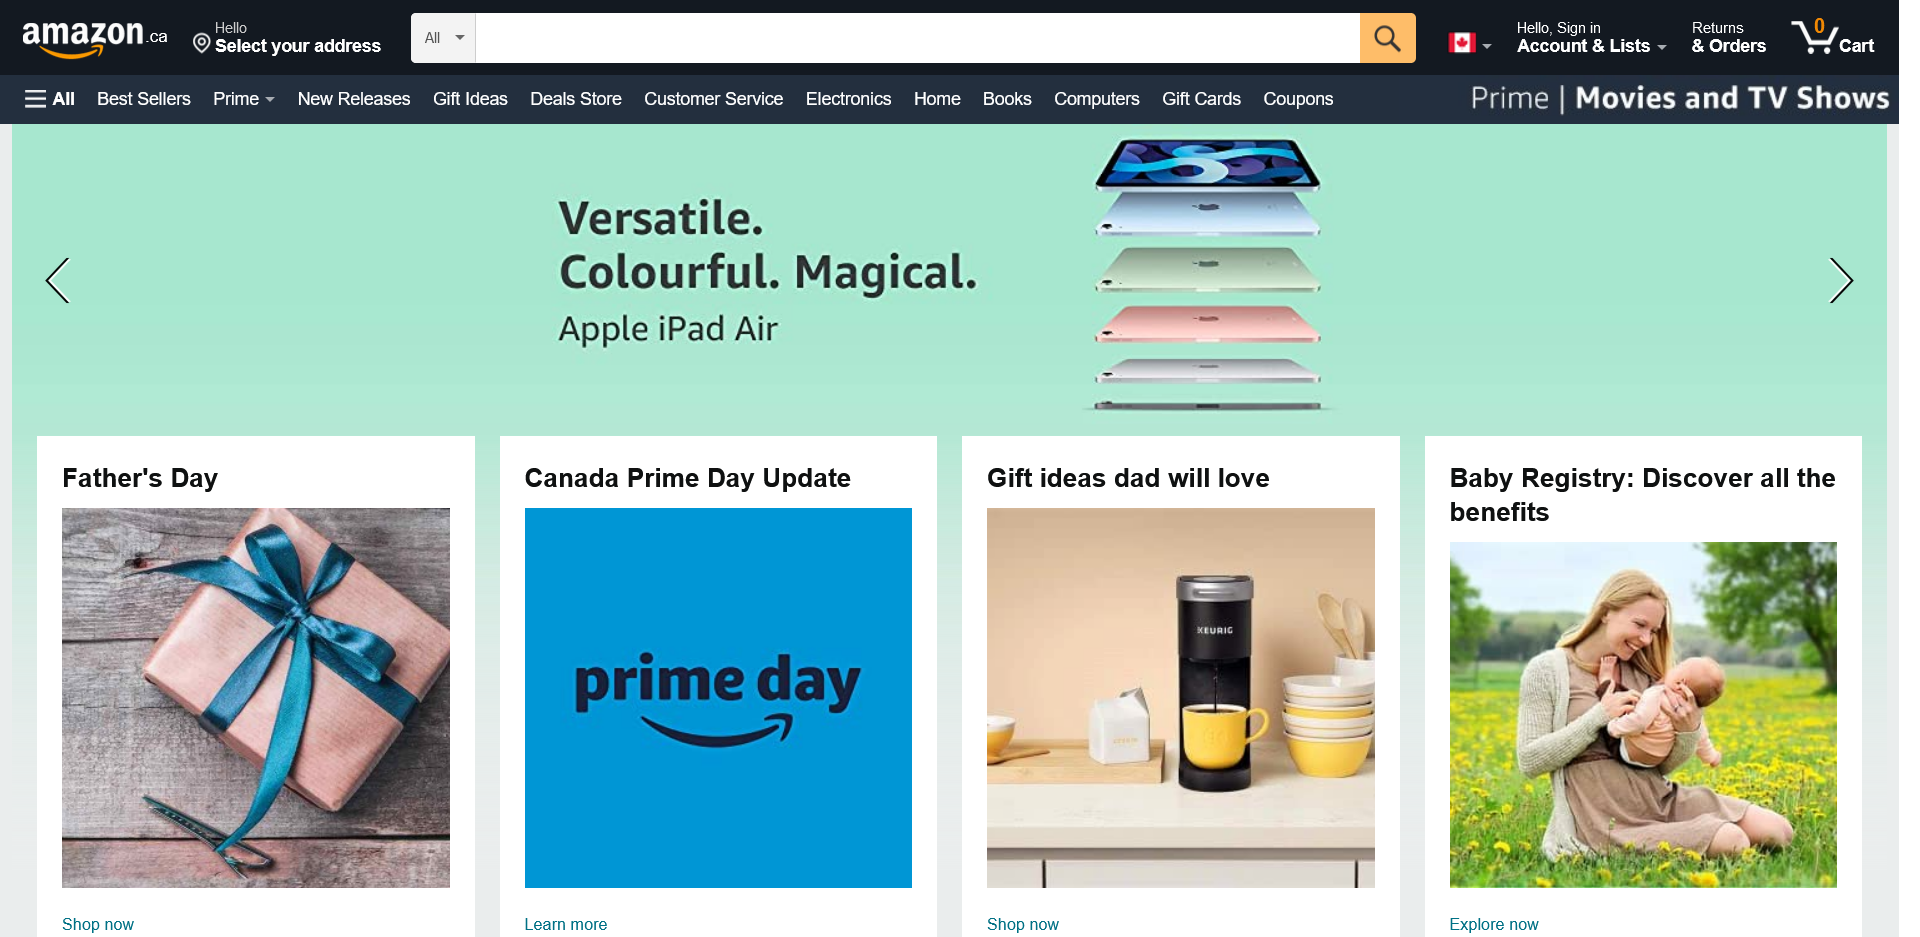 amazon.ca
Hello
Select your address
All
Hello, Sign in
Account & Lists
Returns
& Orders
0
Cart
All
Best Sellers
Prime
New Releases
Gift Ideas
Deals Store
Customer Service
Electronics
Home
Books
Computers
Gift Cards
Coupons
Prime | Movies and TV Shows
Versatile.
Colourful. Magical.
Apple iPad Air
Father's Day
Shop now
Canada Prime Day Update
prime day
Learn more
Gift ideas dad will love
KEURIG
Shop now
Baby Registry: Discover all the
benefits
Explore now